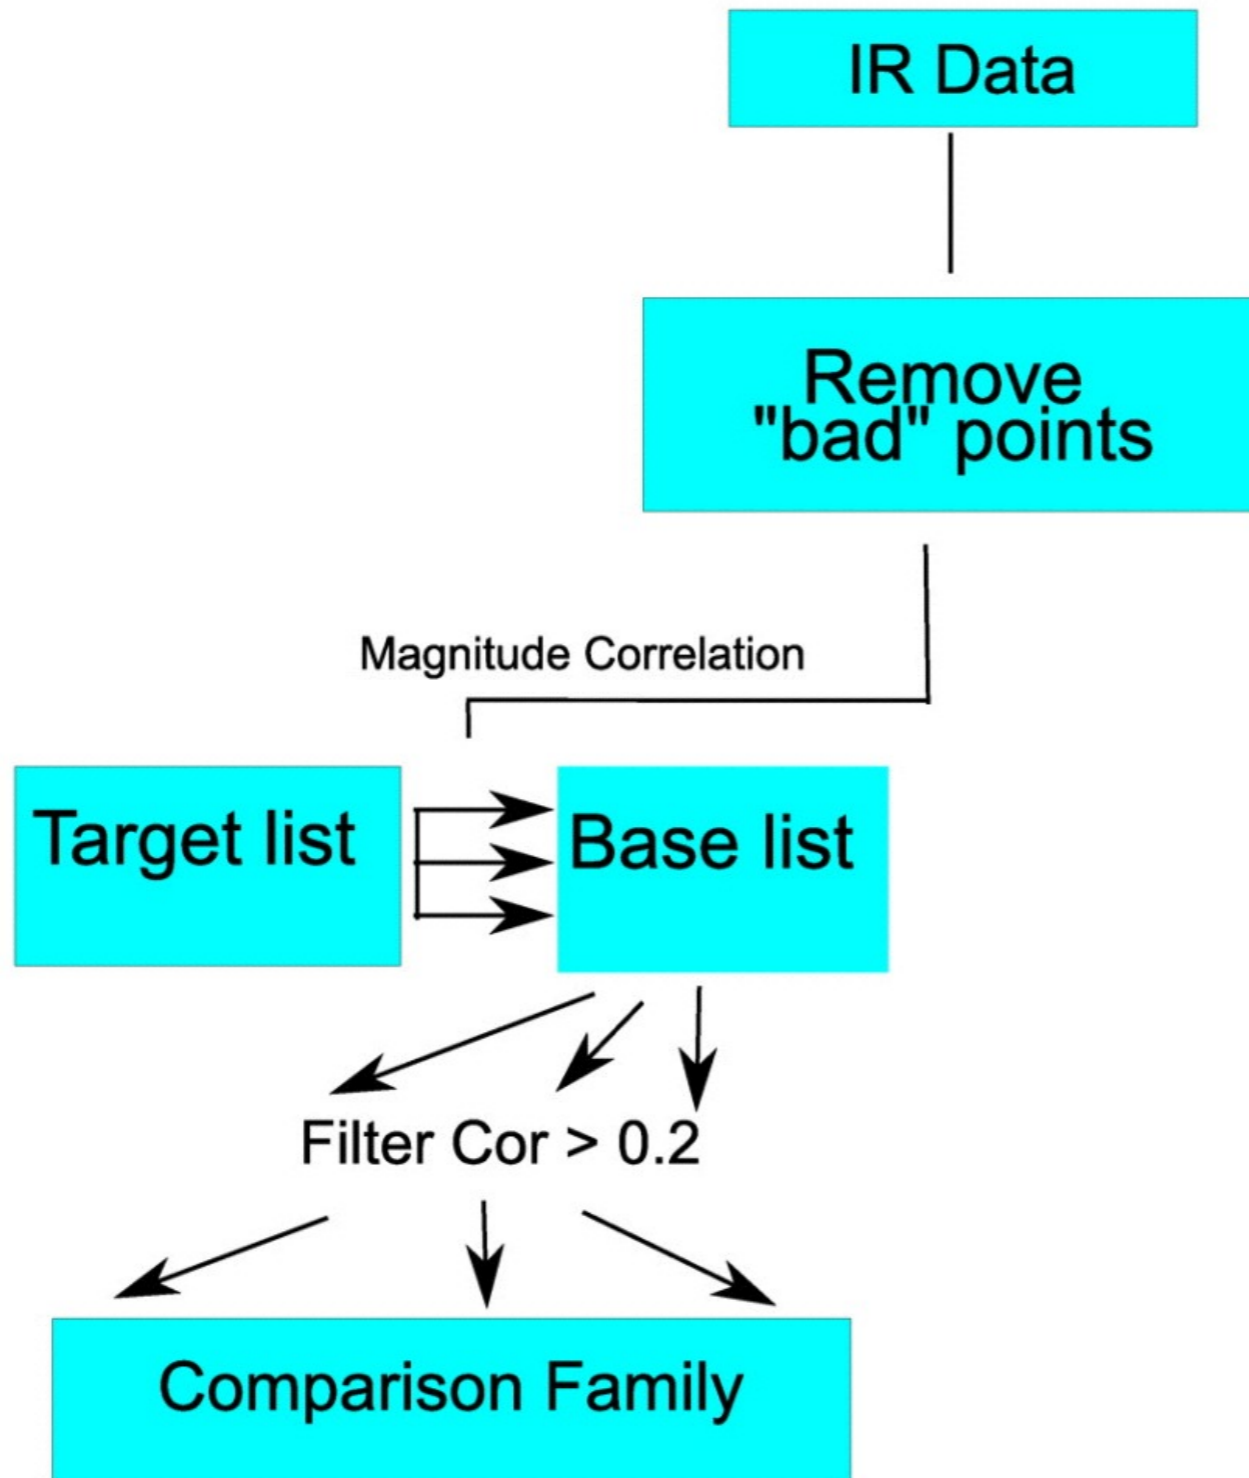 IR Data
Remove
"bad" points
Magnitude Correlation
Target list
Base list
Filter Cor > 0.2
Comparison Family